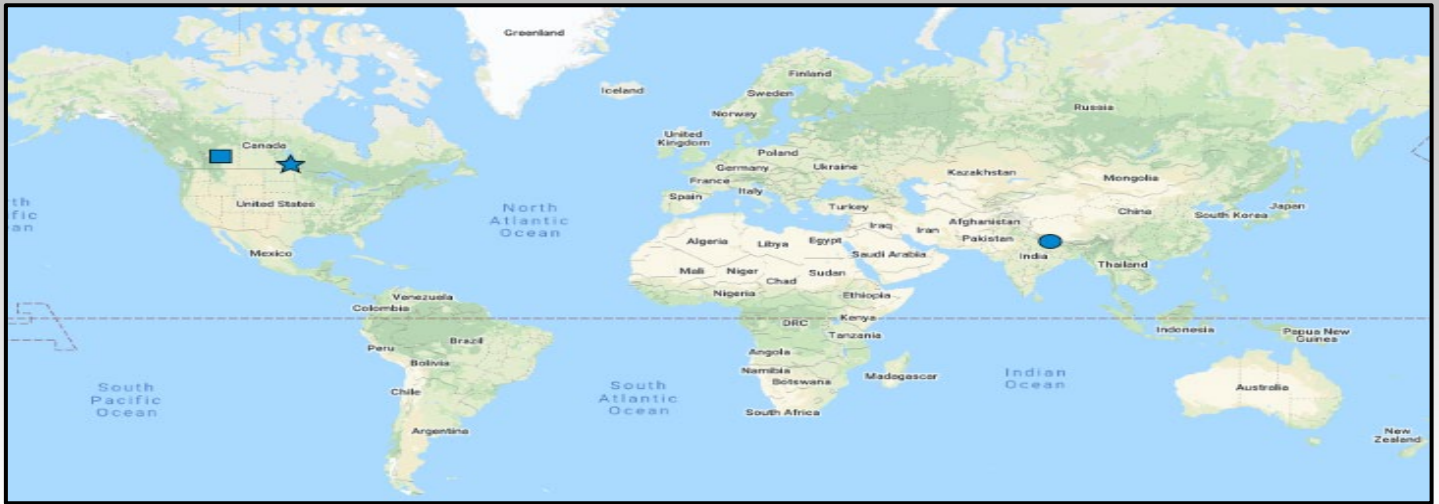 Greenland
Iceland
Finland
Sweden
Norway
Russia
United
Kingdom
Canada
Poland
Germany
Ukraine
Kazakhstan
Mongolia
France
Italy
Spain
United States
Turkey
North
Atlantic
Ocean
th
fic
an
China
South Korea
Japan
Afghanistan
Iraq
Iran
Pakistan
Algeria
Libya
Egypt
Saudi Arabia
Mexico
India
Thailand
Mali
Niger
Chad
Sudan
Nigeria
Ethiopia
Venezuela
Colombia
DRC
Kenya
Tanzania
Indonesia
Papua New
Guinea
Peru
Brazil
Bolivia
Angola
Namibia
Botswana
Madagascar
Indian
Ocean
South
Pacific
Ocean
Chile
South
Atlantic
Ocean
South Africa
Australia
Argentina
New
Zealand